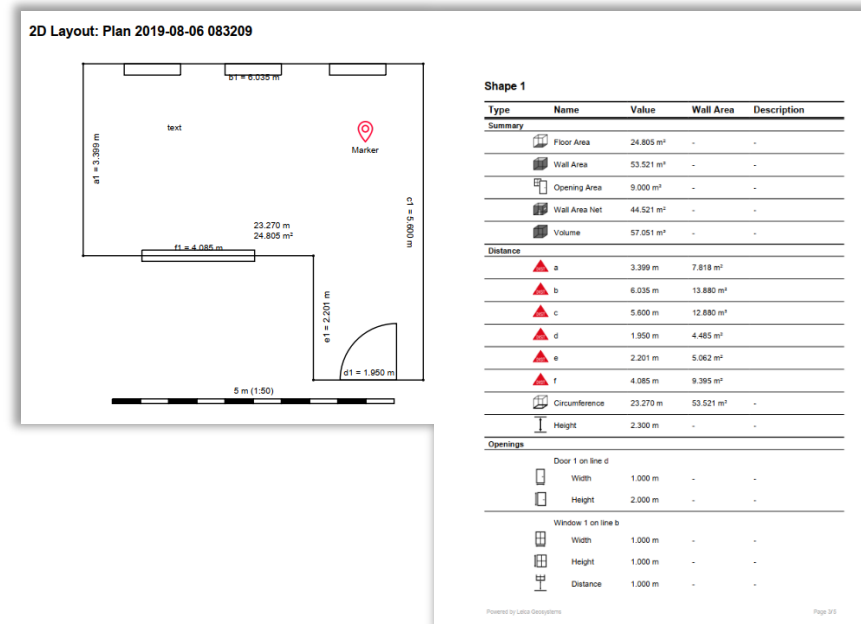 2D Layout: Plan 2019-08-06 083209
b1 = 6.035 m
text
Marker
a1 = 3.399 m
c1 = 5.600 m
23.270 m
24.805 m²
f1 = 4.085 m
e1 = 2.201 m
d1 = 1.950 m
5 m (1:50)
Shape 1
Type Name Value Wall Area Description
Summary
Floor Area 24.805 m² - -
Wall Area 53.521 m² - -
Opening Area 9.000 m² - -
Wall Area Net 44.521 m² - -
Volume 57.051 m³ - -
Distance
a 3.399 m 7.818 m²
b 6.035 m 13.880 m²
c 5.600 m 12.880 m²
d 1.950 m 4.485 m²
e 2.201 m 5.062 m²
f 4.085 m 9.395 m²
Circumference 23.270 m 53.521 m² -
Height 2.300 m - -
Openings
Door 1 on line d
Width 1.000 m - -
Height 2.000 m - -
Window 1 on line b
Width 1.000 m - -
Height 1.000 m - -
Distance 1.000 m - -
Powered by Leica Geosystems Page 3/5